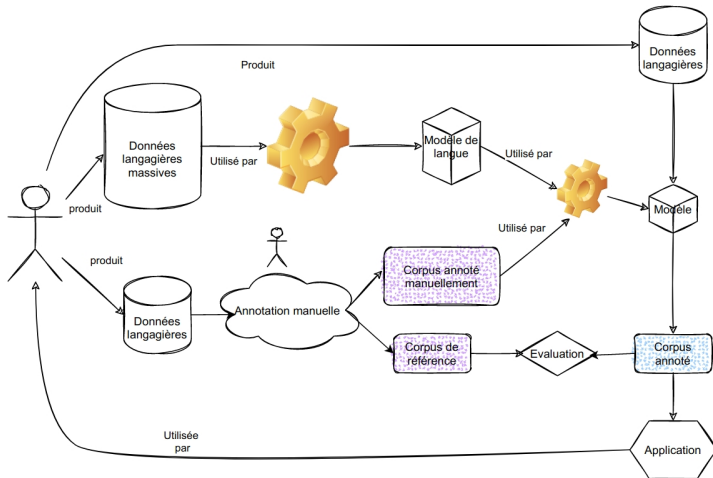 Produit
Données
langagières
Données
langagières
massives
Utilisé par
Modèle de
langue
Utilisé par
produit
Modèle
Utilisé par
produit
Corpus annoté
manuellement
Annotation manuelle
Données
langagières
Corpus de
référence
Evaluation
Corpus
annoté
Utilisée
par
Application